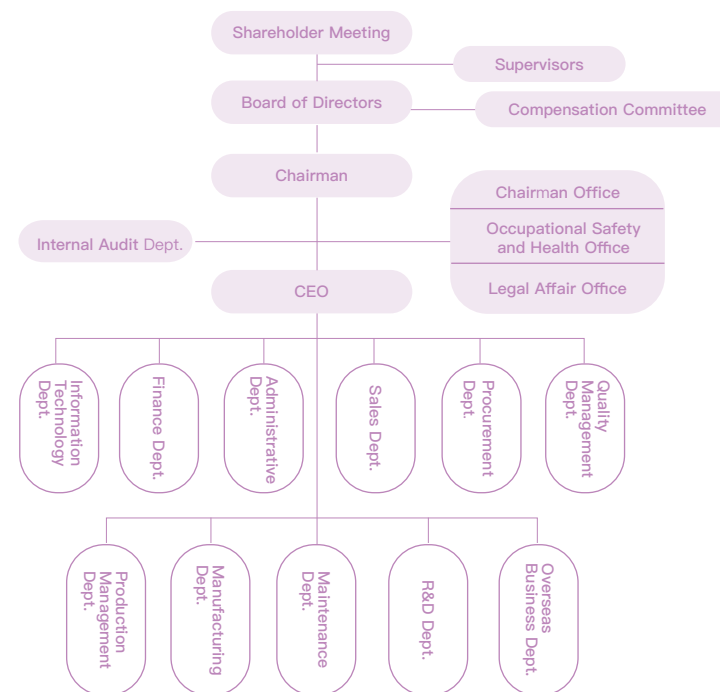 Shareholder Meeting
Supervisors
Board of Directors
Compensation Committee
Chairman
Chairman Office
Occupational Safety
and Health Office
Legal Affair Office
Internal Audit Dept.
CEO
Information
Technology
Dept.
Finance Dept.
Administrative
Dept.
Sales Dept.
Procurement
Dept.
Quality
Management
Dept.
Production
Management
Dept.
Manufacturing
Dept.
Maintenance
Dept.
R&D Dept.
Overseas
Business Dept.